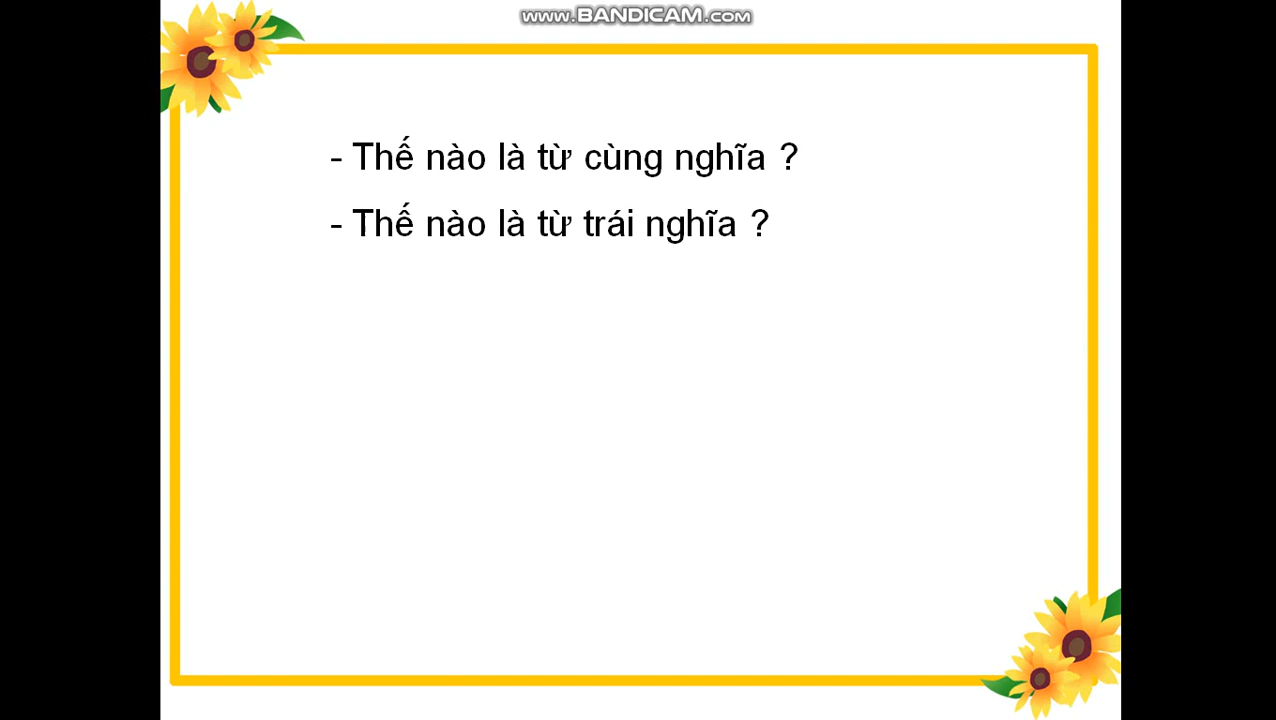 www.BANDICAM.com
- Thế nào là từ cùng nghĩa ?
- Thế nào là từ trái nghĩa ?